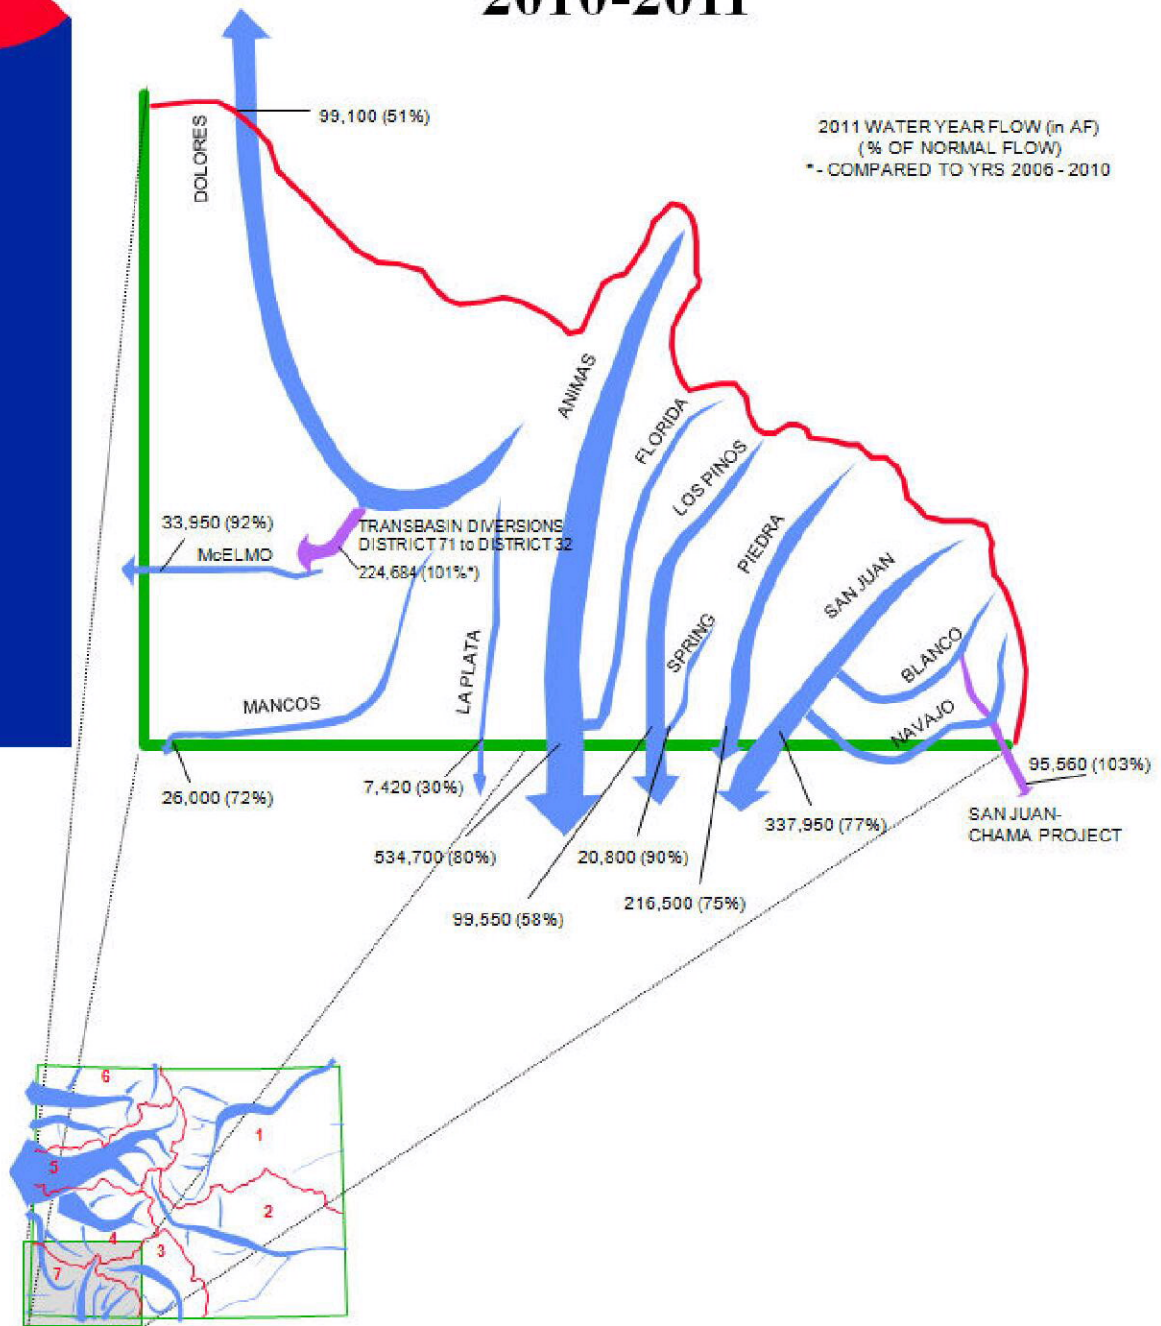 2010-2011
99,100 (51%)
DOLORES
2011 WATER YEAR FLOW (in AF)
(% OF NORMAL FLOW)
* - COMPARED TO YRS 2006 - 2010
ANIMAS
FLORIDA
LOS PINOS
PIEDRA
SAN JUAN
SPRING
BLANCO
NAVAJO
33,950 (92%)
McELMO
TRANSBASIN DIVERSIONS
DISTRICT 71 to DISTRICT 32
224,684 (101%*)
LA PLATA
MANCOS
26,000 (72%)
7,420 (30%)
534,700 (80%)
99,550 (58%)
20,800 (90%)
216,500 (75%)
337,950 (77%)
95,560 (103%)
SAN JUAN-
CHAMA PROJECT
6
1
5
2
4
3
7